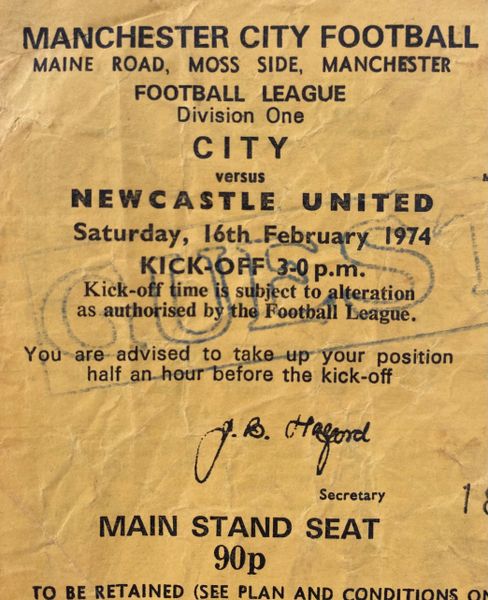 MANCHESTER CITY FOOTBALL
MAINE ROAD, MOSS SIDE, MANCHESTER
FOOTBALL LEAGUE
Division One
CITY
versus
NEWCASTLE UNITED
Saturday, 16th February 1974
KICK-OFF 3-0 p.m.
Kick-off time is subject to alteration
as authorised by the Football League.
GUEST
You are advised to take up your position
half an hour before the kick-off
Secretary
18
MAIN STAND SEAT
90p
TO BE RETAINED (SEE PLAN AND CONDITIONS ON